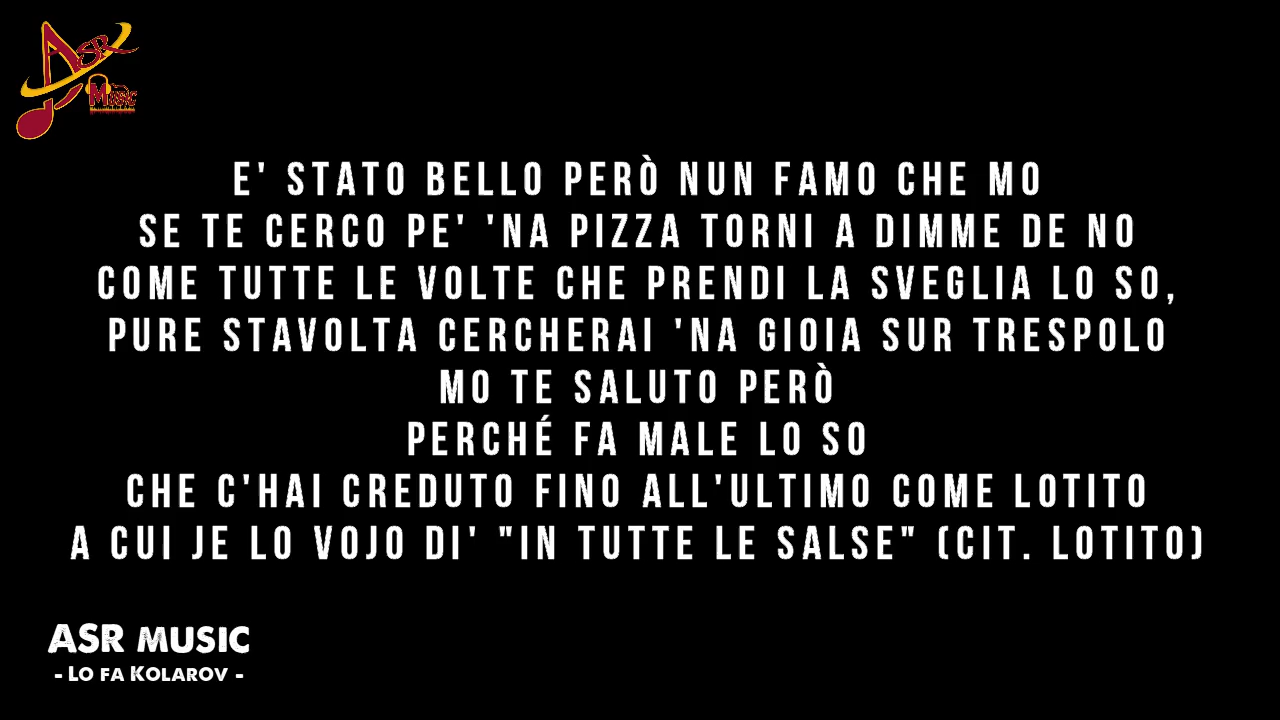 ASR
Music
E' STATO BELLO PERÒ NUN FAMO CHE MO
SE TE CERCO PE' 'NA PIZZA TORNI A DIMME DE NO
COME TUTTE LE VOLTE CHE PRENDI LA SVEGLIA LO SO,
PURE STAVOLTA CERCHERAI 'NA GIOIA SUR TRESPOLO
MO TE SALUTO PERÒ
PERCHÉ FA MALE LO SO
CHE C'HAI CREDUTO FINO ALL'ULTIMO COME LOTITO
A CUI JE LO VOJO DI' "IN TUTTE LE SALSE" (CIT. LOTITO)
ASR MUSIC
- LO FA KOLAROV -